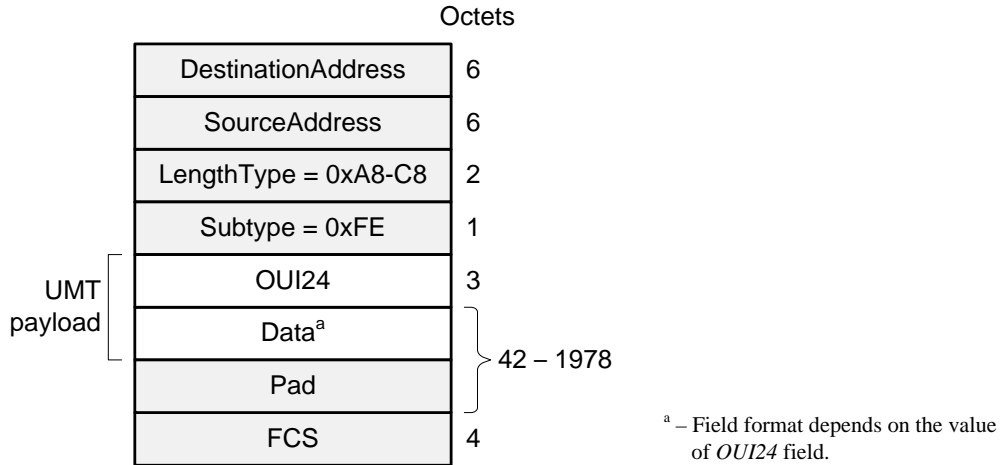 Octets
DestinationAddress 6
SourceAddress 6
LengthType = 0xA8-C8 2
Subtype = 0xFE 1
UMT payload
OUI24 3
Dataᵃ
42 – 1978
Pad
FCS 4
ᵃ – Field format depends on the value
of OUI24 field.